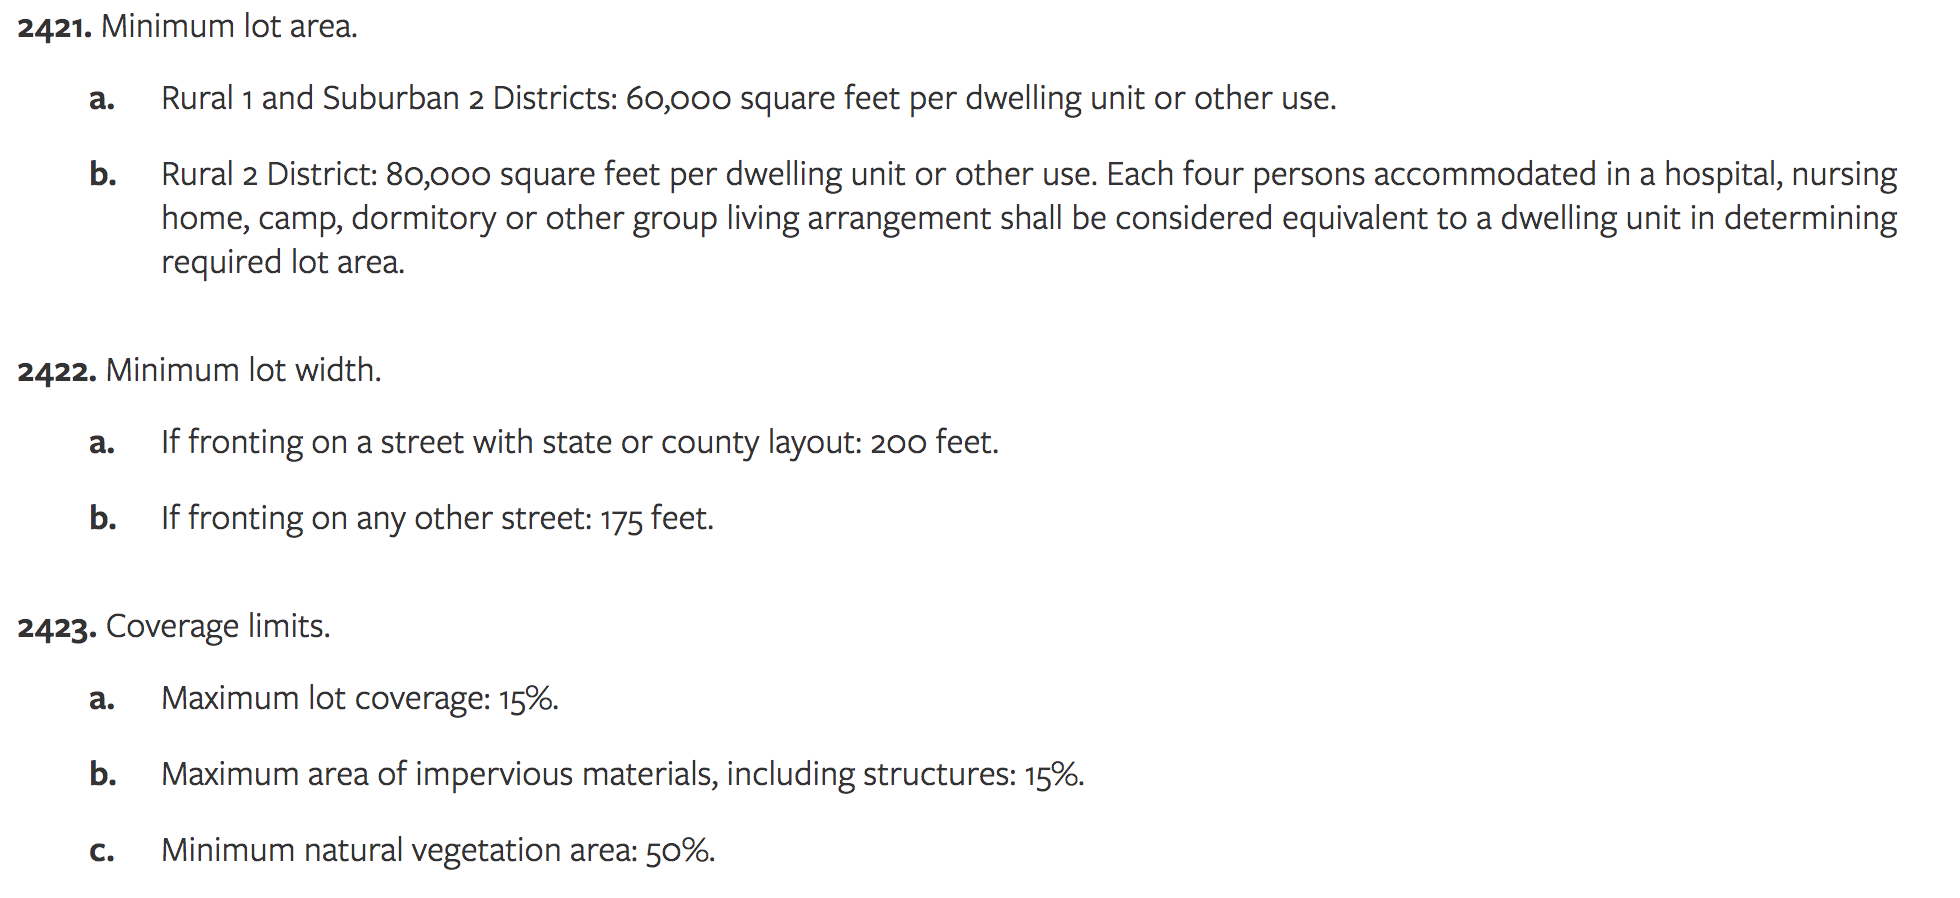 2421. Minimum lot area.
a. Rural 1 and Suburban 2 Districts: 60,000 square feet per dwelling unit or other use.
b. Rural 2 District: 80,000 square feet per dwelling unit or other use. Each four persons accommodated in a hospital, nursing
home, camp, dormitory or other group living arrangement shall be considered equivalent to a dwelling unit in determining
required lot area.
2422. Minimum lot width.
a. If fronting on a street with state or county layout: 200 feet.
b. If fronting on any other street: 175 feet.
2423. Coverage limits.
a. Maximum lot coverage: 15%.
b. Maximum area of impervious materials, including structures: 15%.
c. Minimum natural vegetation area: 50%.